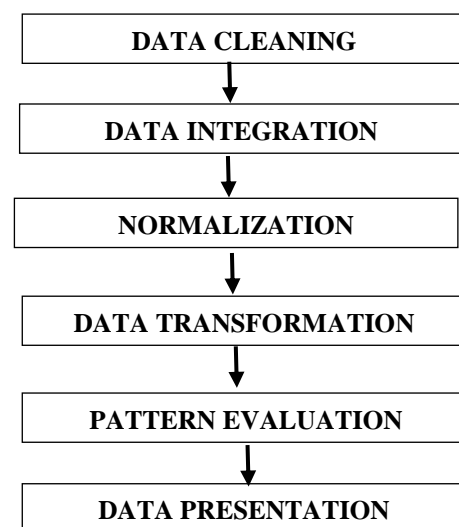 DATA CLEANING
DATA INTEGRATION
NORMALIZATION
DATA TRANSFORMATION
PATTERN EVALUATION
DATA PRESENTATION